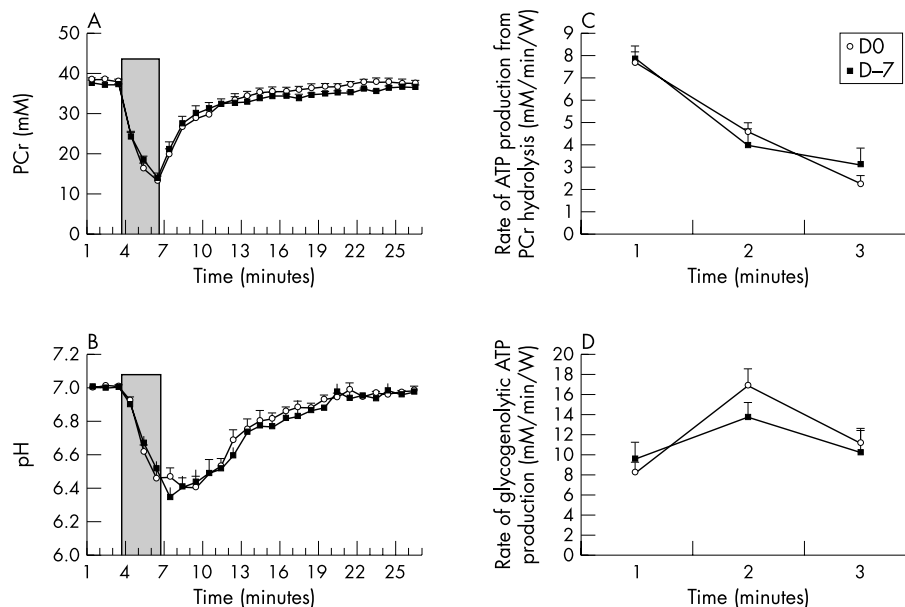 A
50
40
30
20
10
0
PCr (mM)
1 4 7 10 13 16 19 22 25
Time (minutes)
B
7.2
7.0
6.8
6.6
6.4
6.2
6.0
pH
1 4 7 10 13 16 19 22 25
Time (minutes)
C
9
8
7
6
5
4
3
2
1
0
Rate of ATP production from
PCr hydrolysis (mM/min/W)
1 2 3
Time (minutes)
D0
D–7
D
20
18
16
14
12
10
8
6
4
2
0
Rate of glycogenolytic ATP
production (mM/min/W)
1 2 3
Time (minutes)